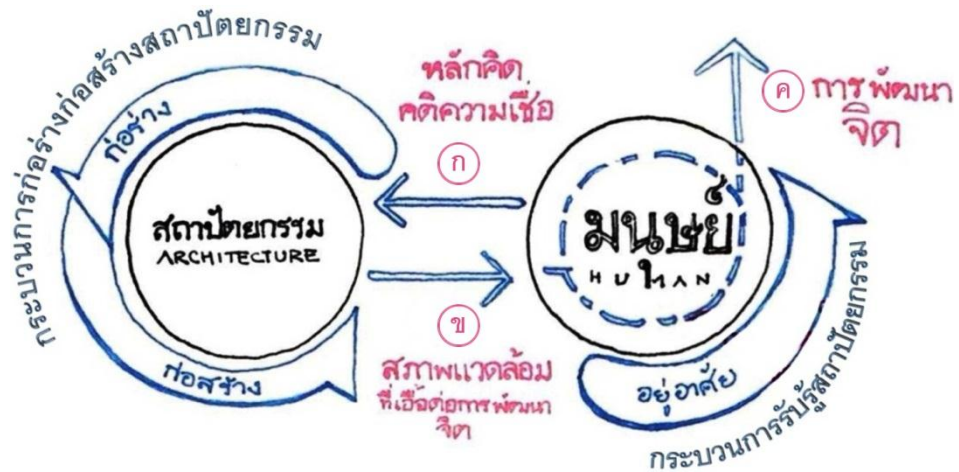 กระบวนการก่อร่างก่อสร้างสถาปัตยกรรม
ก่อร่าง
สถาปัตยกรรม
ARCHITECTURE
ก่อสร้าง
หลักคิด
คติความเชื่อ
ก
ข
สภาพแวดล้อม
ที่เอื้อต่อการพัฒนา
จิต
มนุษย์
HUMAN
อยู่อาศัย
กระบวนการรับรู้สถาปัตยกรรม
ค การพัฒนา
จิต